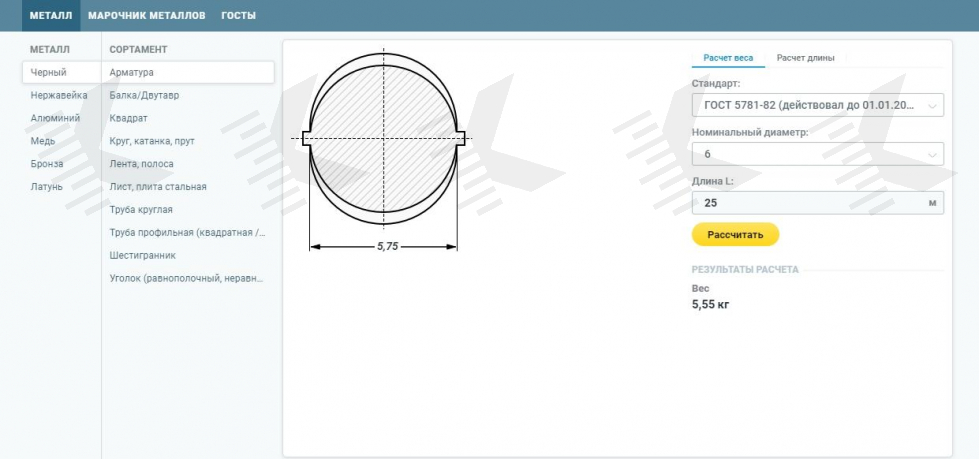 МЕТАЛЛ МАРОЧНИК МЕТАЛЛОВ ГОСТЫ
МЕТАЛЛ
Черный
Нержавейка
Алюминий
Медь
Бронза
Латунь
СОРТАМЕНТ
Арматура
Балка/Двутавр
Квадрат
Круг, катанка, прут
Лента, полоса
Лист, плита стальная
Труба круглая
Труба профильная (квадратная /...
Шестигранник
Уголок (равнополочный, неравн...
5,75
Расчет веса Расчет длины
Стандарт:
ГОСТ 5781-82 (действовал до 01.01.20...
Номинальный диаметр:
6
Длина L:
25 м
Рассчитать
РЕЗУЛЬТАТЫ РАСЧЕТА
Вес
5,55 кг